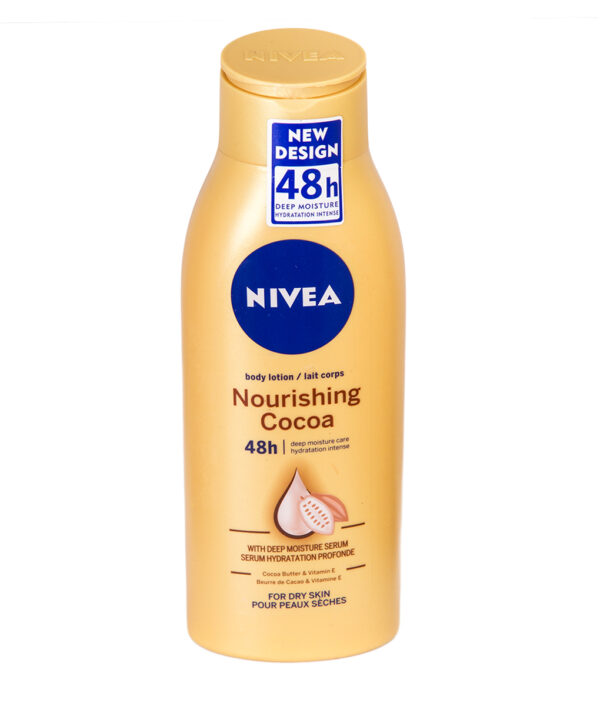 NIVEA
NEW
DESIGN
48h
DEEP MOISTURE
HYDRATATION INTENSE
NIVEA
body lotion / lait corps
Nourishing
Cocoa
48h
deep moisture care
hydratation intense
WITH DEEP MOISTURE SERUM
SERUM HYDRATATION PROFONDE
Cocoa Butter & Vitamin E
Beurre de Cacao & Vitamine E
FOR DRY SKIN
POUR PEAUX SÈCHES